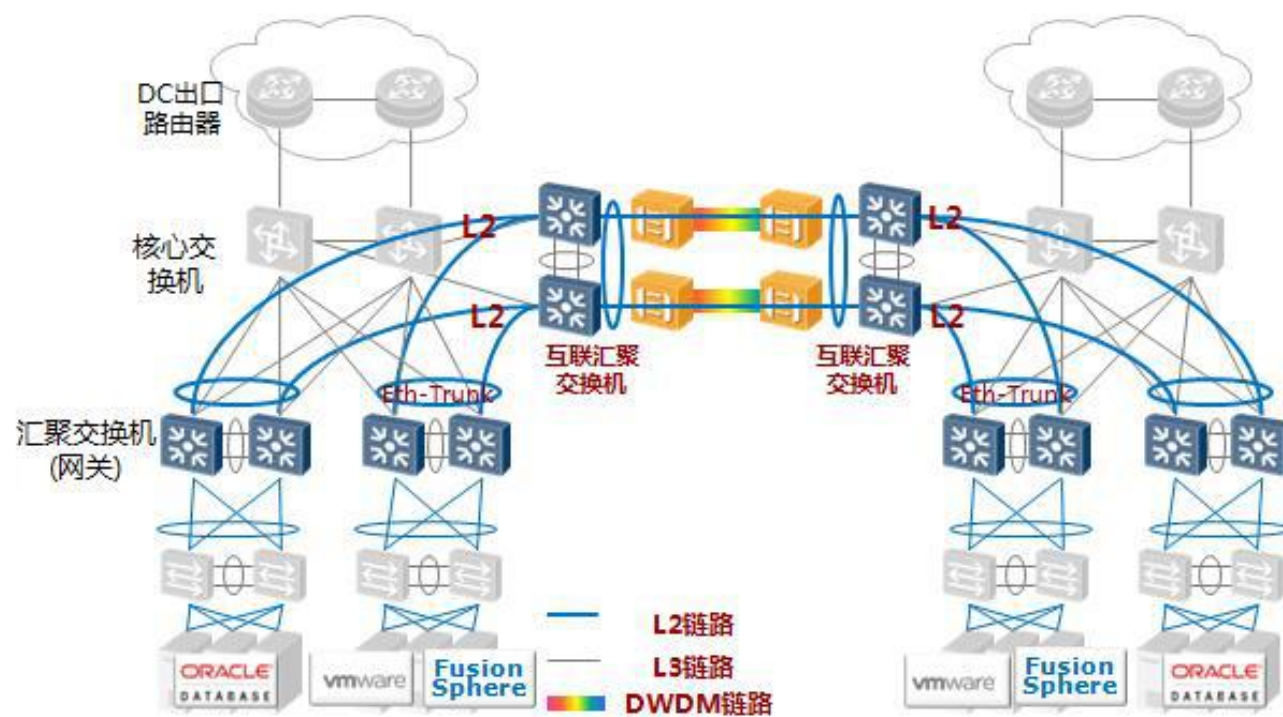 DC出口
路由器
L2
L2
核心交
换机
L2
L2
互联汇聚
交换机
互联汇聚
交换机
Eth-Trunk
Eth-Trunk
汇聚交换机
(网关)
L2链路
L3链路
DWDM链路
ORACLE
DATABASE
vmware
Fusion
Sphere
vmware
Fusion
Sphere
ORACLE
DATABASE